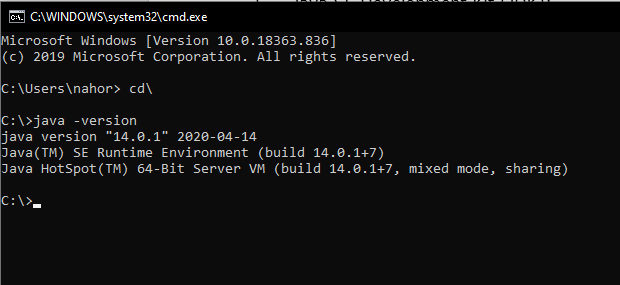 C:\WINDOWS\system32\cmd.exe
Microsoft Windows [Version 10.0.18363.836]
(c) 2019 Microsoft Corporation. All rights reserved.
C:\Users\nahor> cd\
C:\>java -version
java version "14.0.1" 2020-04-14
Java(TM) SE Runtime Environment (build 14.0.1+7)
Java HotSpot(TM) 64-Bit Server VM (build 14.0.1+7, mixed mode, sharing)
C:\>